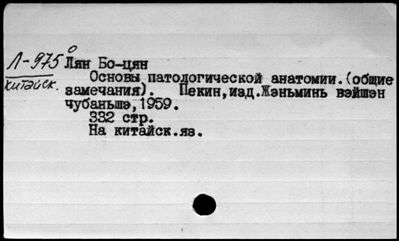 Л-975
китайск.
Лян Бо-цян
Основы патологической анатомии.(общие
замечания). Пекин,изд.Жэньминь вэйшэн
чубаньшэ,1959.
332 стр.
На китайск.яз.